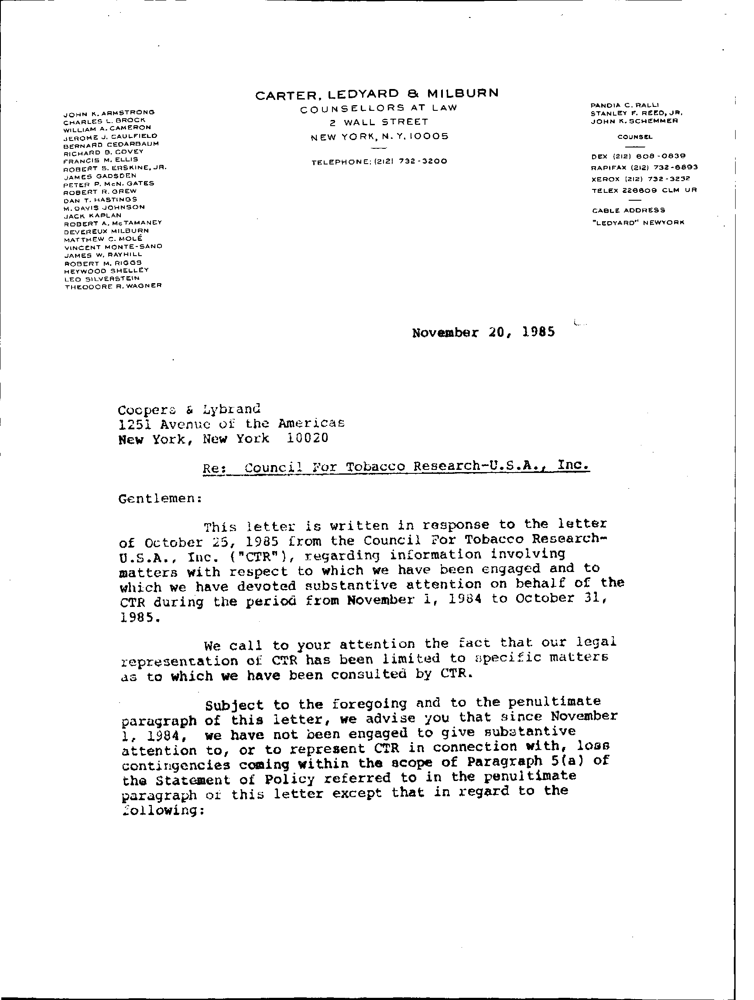 CARTER, LEDYARD & MILBURN
COUNSELLORS AT LAW
2 WALL STREET
NEW YORK, N. Y. 10005
TELEPHONE: (212) 732-3200
JOHN K. ARMSTRONG
CHARLES L. BROCK
WILLIAM A. CAMERON
JEROME J. CAULFIELD
BERNARD CEDARBAUM
RICHARD D. COVEY
FRANCIS M. ELLIS
ROBERT S. ERSKINE, JR.
JAMES GADSDEN
PETER P. McN. GATES
ROBERT R. GREW
DAN T. HASTINGS
M. DAVIS JOHNSON
JACK KAPLAN
ROBERT A. McTAMANEY
DEVEREUX MILBURN
MATTHEW C. MOLÉ
VINCENT MONTE-SANO
JAMES W. RAYHILL
ROBERT M. RIGGS
HEYWOOD SHELLEY
LEO SILVERSTEIN
THEODORE R. WAGNER
PANDIA C. RALLI
STANLEY F. REED, JR.
JOHN K. SCHEMMER
COUNSEL
DEX (212) 608-0839
RAPIFAX (212) 732-6893
XEROX (212) 732-3232
TELEX 226609 CLM UR
CABLE ADDRESS
"LEDYARD" NEWYORK
November 20, 1985
Coopers & Lybrand
1251 Avenue of the Americas
New York, New York 10020
Re: Council For Tobacco Research-U.S.A., Inc.
Gentlemen:
This letter is written in response to the letter
of October 25, 1985 from the Council For Tobacco Research-
U.S.A., Inc. ("CTR"), regarding information involving
matters with respect to which we have been engaged and to
which we have devoted substantive attention on behalf of the
CTR during the period from November 1, 1984 to October 31,
1985.
We call to your attention the fact that our legal
representation of CTR has been limited to specific matters
as to which we have been consulted by CTR.
Subject to the foregoing and to the penultimate
paragraph of this letter, we advise you that since November
1, 1984, we have not been engaged to give substantive
attention to, or to represent CTR in connection with, loss
contingencies coming within the scope of Paragraph 5(a) of
the Statement of Policy referred to in the penultimate
paragraph of this letter except that in regard to the
following: